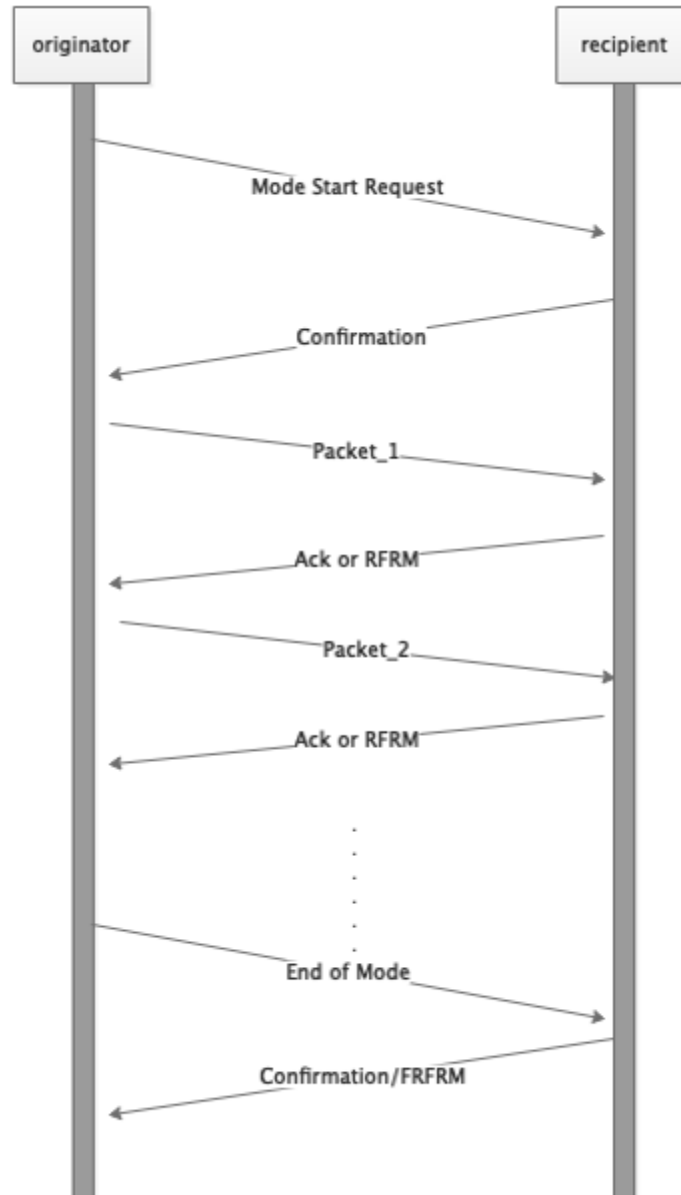 originator
recipient
Mode Start Request
Confirmation
Packet_1
Ack or RFRM
Packet_2
Ack or RFRM
End of Mode
Confirmation/FRFRM